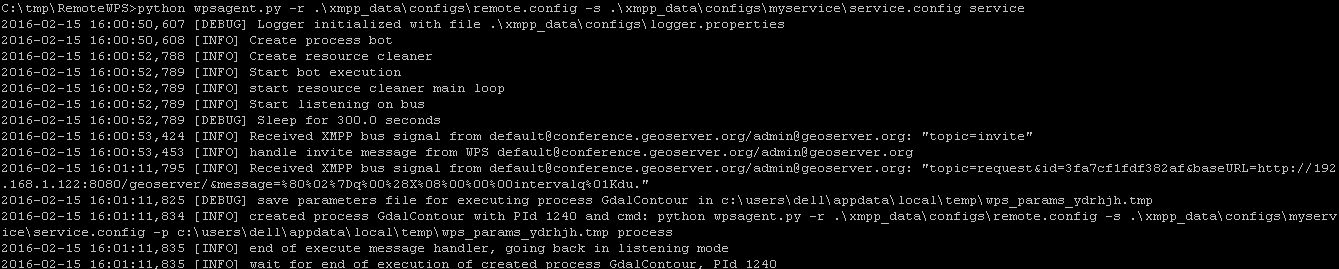 C:\tmp\RemoteWPS>python wpsagent.py -r .\xmpp_data\configs\remote.config -s .\xmpp_data\configs\myservice\service.config service
2016-02-15 16:00:50,607 [DEBUG] Logger initialized with file .\xmpp_data\configs\logger.properties
2016-02-15 16:00:50,608 [INFO] Create process bot
2016-02-15 16:00:52,788 [INFO] Create resource cleaner
2016-02-15 16:00:52,789 [INFO] Start bot execution
2016-02-15 16:00:52,789 [INFO] start resource cleaner main loop
2016-02-15 16:00:52,789 [INFO] Start listening on bus
2016-02-15 16:00:52,789 [DEBUG] Sleep for 300.0 seconds
2016-02-15 16:00:53,424 [INFO] Received XMPP bus signal from default@conference.geoserver.org/admin@geoserver.org: "topic=invite"
2016-02-15 16:00:53,453 [INFO] handle invite message from WPS default@conference.geoserver.org/admin@geoserver.org
2016-02-15 16:01:11,795 [INFO] Received XMPP bus signal from default@conference.geoserver.org/admin@geoserver.org: "topic=request&id=3fa7cf1fdf382af&baseURL=http://192
.168.1.122:8080/geoserver/&message=%80%02%7Dq%00%28X%08%00%00%00intervalq%01Kdu."
2016-02-15 16:01:11,825 [DEBUG] save parameters file for executing process GdalContour in c:\users\dell\appdata\local\temp\wps_params_ydrhjh.tmp
2016-02-15 16:01:11,834 [INFO] created process GdalContour with PId 1240 and cmd: python wpsagent.py -r .\xmpp_data\configs\remote.config -s .\xmpp_data\configs\myserv
ice\service.config -p c:\users\dell\appdata\local\temp\wps_params_ydrhjh.tmp process
2016-02-15 16:01:11,835 [INFO] end of execute message handler, going back in listening mode
2016-02-15 16:01:11,835 [INFO] wait for end of execution of created process GdalContour, PId 1240